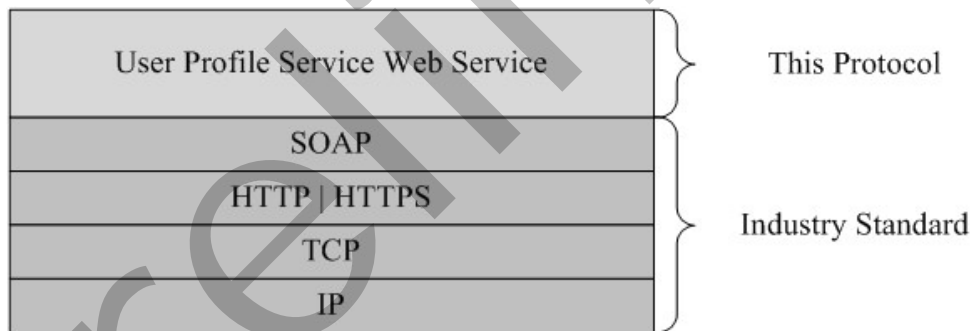 User Profile Service Web Service
This Protocol
SOAP
HTTP | HTTPS
TCP
IP
Industry Standard